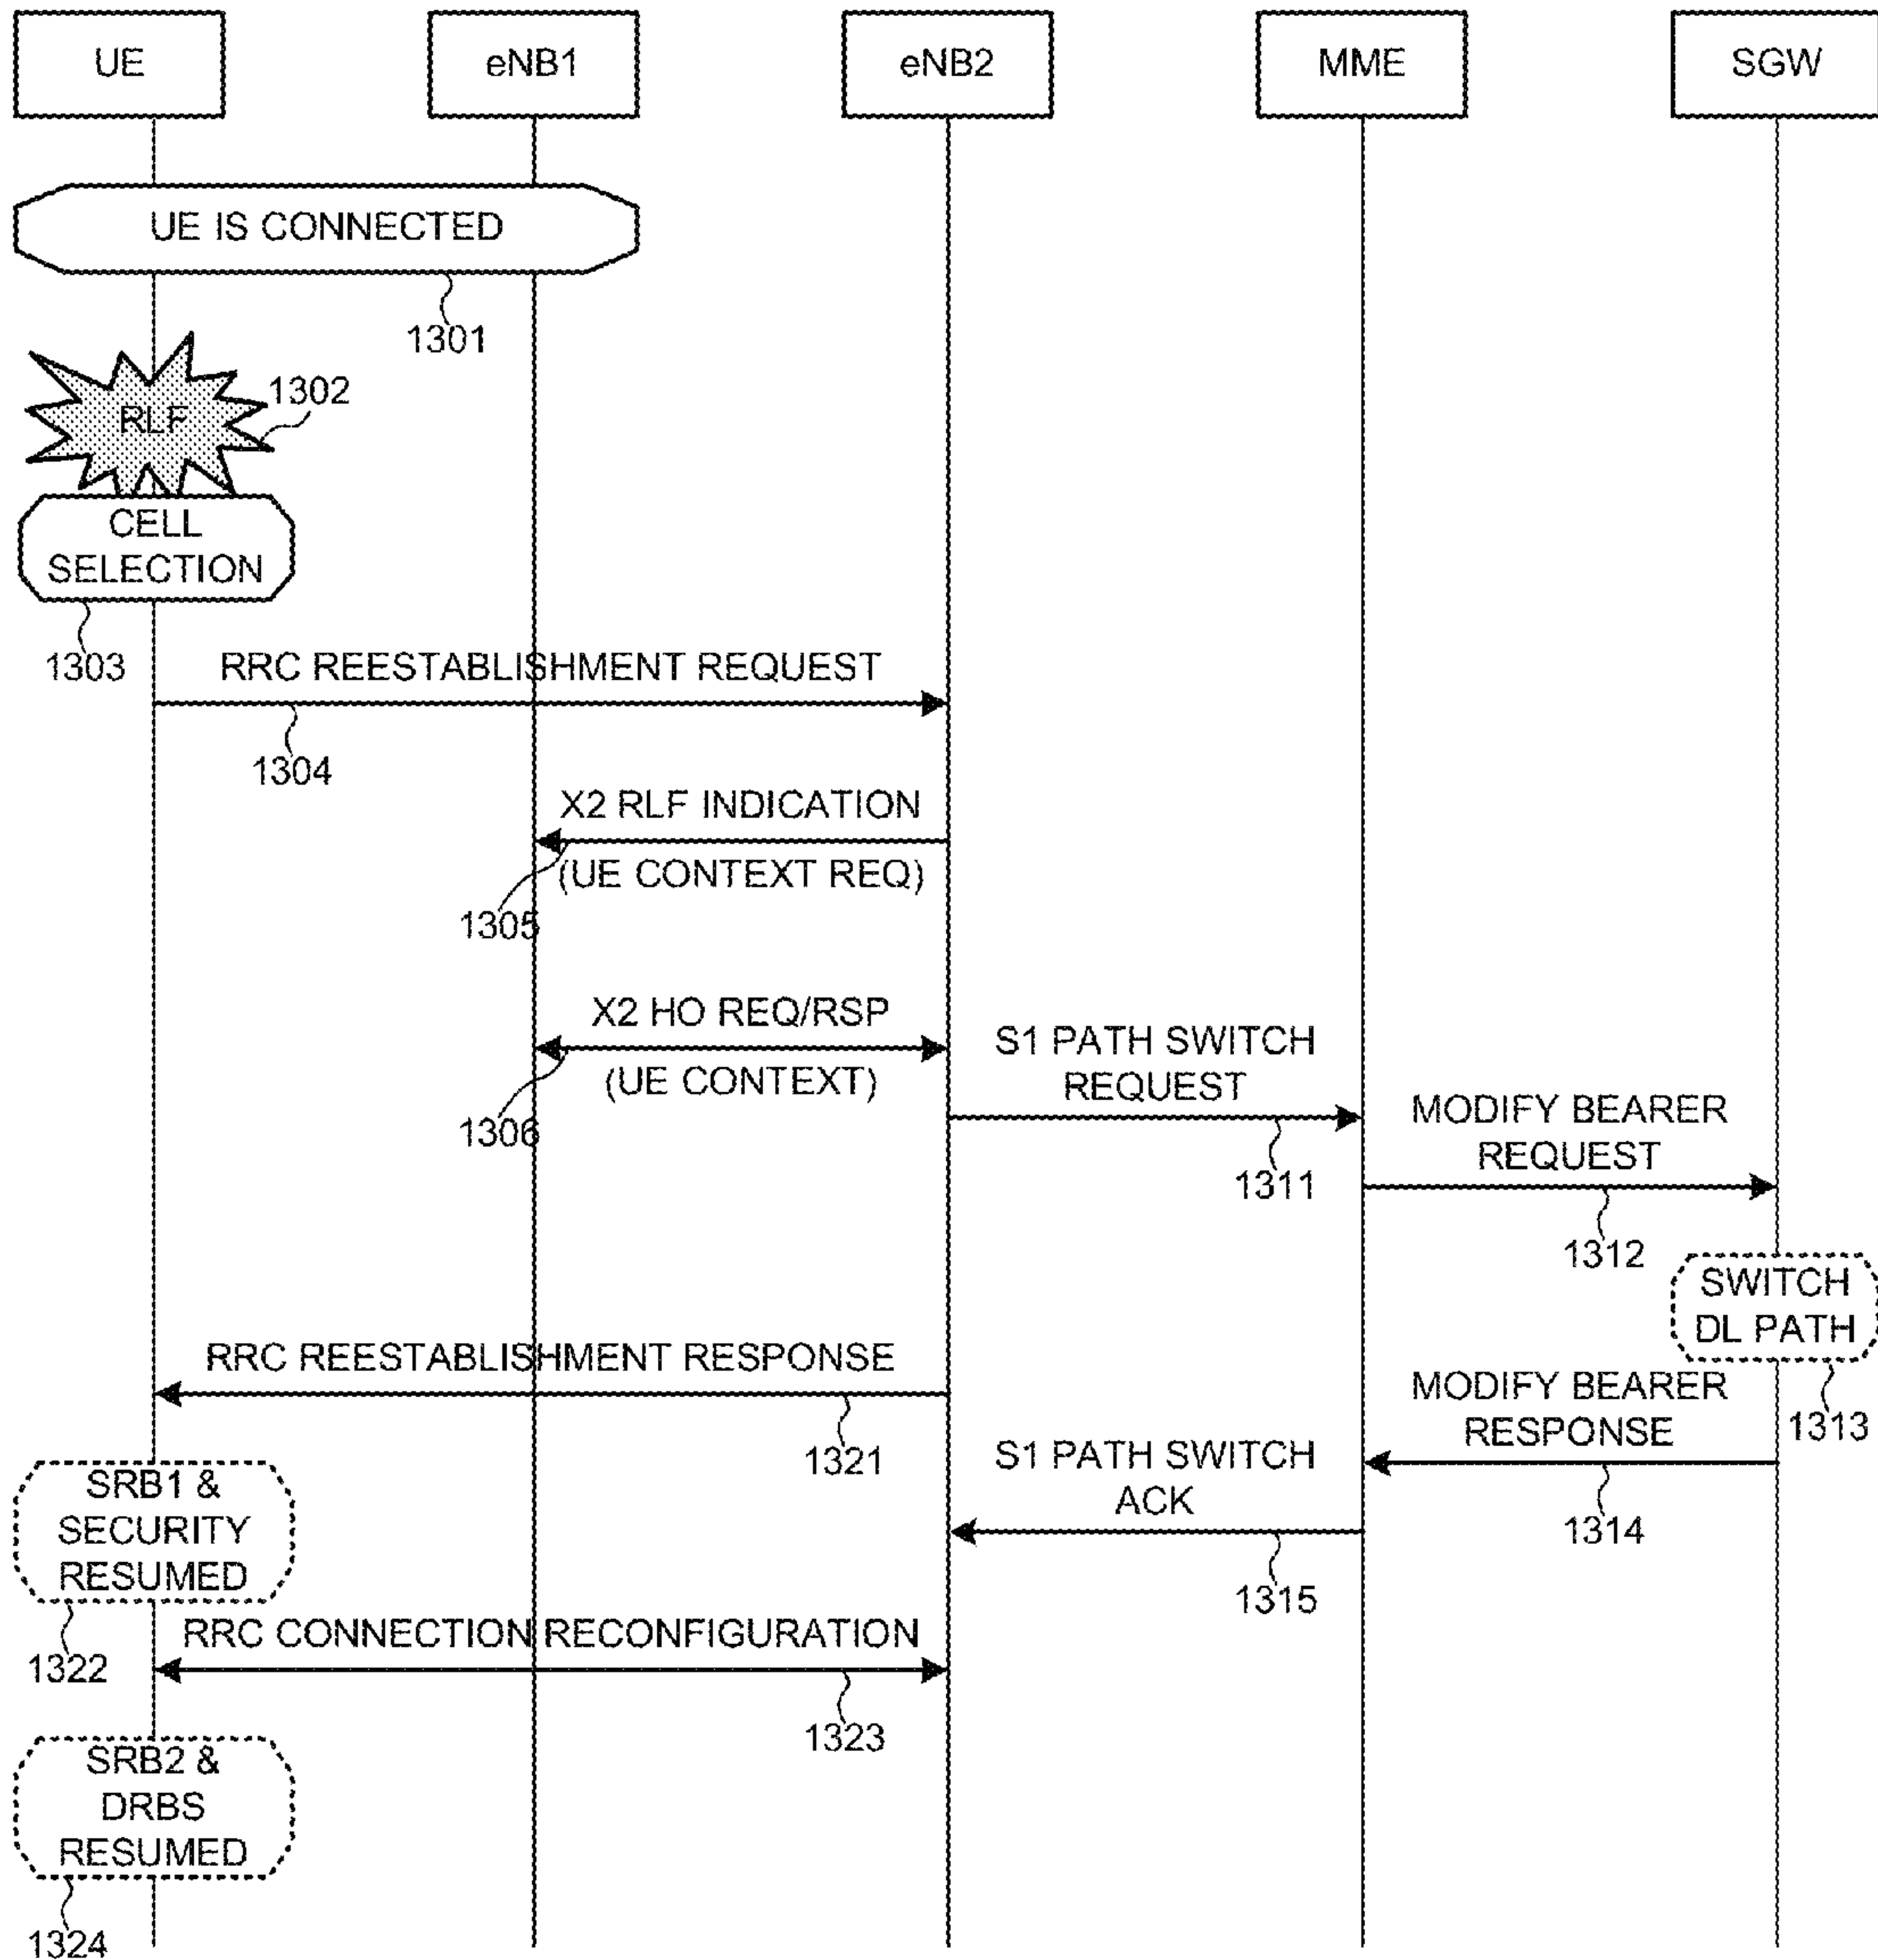 UE
eNB1
eNB2
MME
SGW
UE IS CONNECTED
1301
RLF
1302
CELL
SELECTION
1303
RRC REESTABLISHMENT REQUEST
1304
X2 RLF INDICATION
(UE CONTEXT REQ)
1305
X2 HO REQ/RSP
(UE CONTEXT)
1306
S1 PATH SWITCH
REQUEST
1311
MODIFY BEARER
REQUEST
1312
SWITCH
DL PATH
1313
RRC REESTABLISHMENT RESPONSE
1321
MODIFY BEARER
RESPONSE
1314
S1 PATH SWITCH
ACK
1315
SRB1 &
SECURITY
RESUMED
1322
RRC CONNECTION RECONFIGURATION
1323
SRB2 &
DRBS
RESUMED
1324